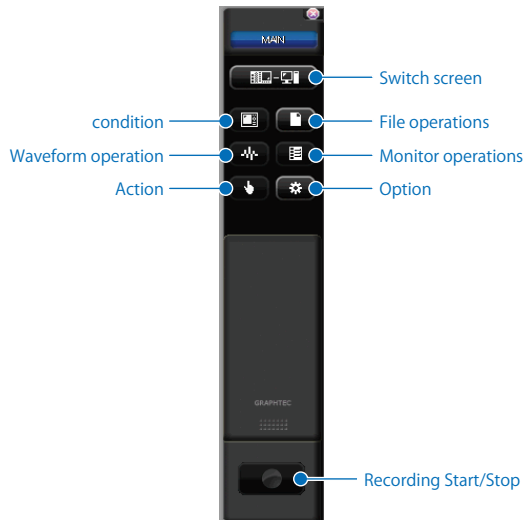 MAIN
Switch screen
condition
File operations
Waveform operation
Monitor operations
Action
Option
GRAPHTEC
Recording Start/Stop